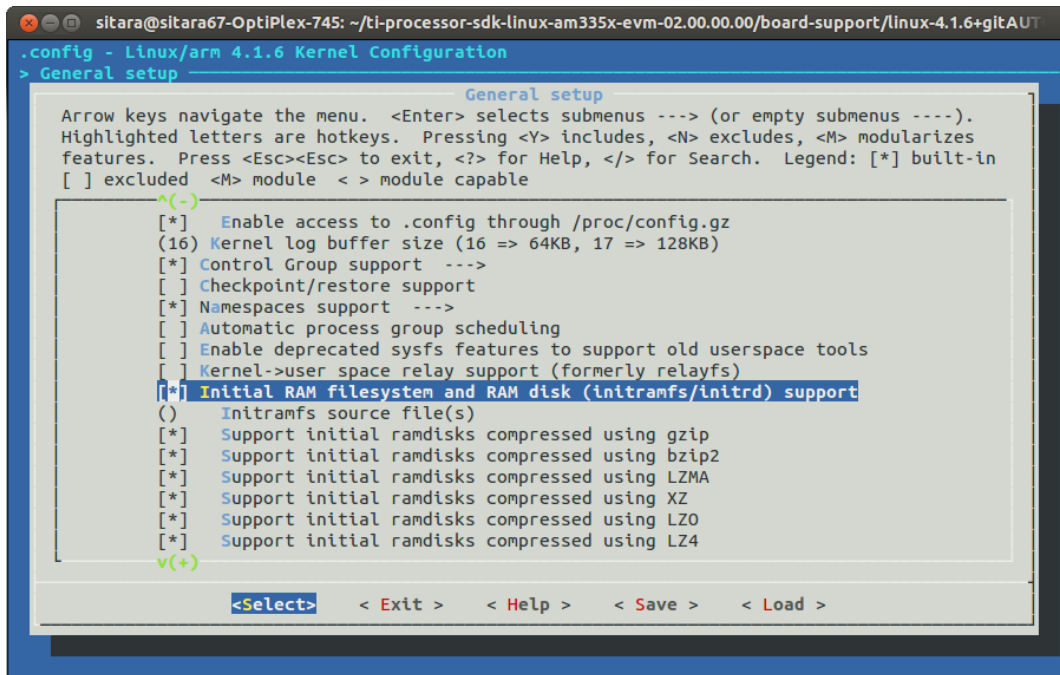 sitara@sitara67-OptiPlex-745: ~/ti-processor-sdk-linux-am335x-evm-02.00.00.00/board-support/linux-4.1.6+gitAUT
.config - Linux/arm 4.1.6 Kernel Configuration
> General setup
General setup
Arrow keys navigate the menu.  <Enter> selects submenus ---> (or empty submenus ----).
Highlighted letters are hotkeys.  Pressing <Y> includes, <N> excludes, <M> modularizes
features.  Press <Esc><Esc> to exit, <?> for Help, </> for Search.  Legend: [*] built-in
[ ] excluded  <M> module  < > module capable
^(-)
[*]   Enable access to .config through /proc/config.gz
(16) Kernel log buffer size (16 => 64KB, 17 => 128KB)
[*] Control Group support  --->
[ ] Checkpoint/restore support
[*] Namespaces support  --->
[ ] Automatic process group scheduling
[ ] Enable deprecated sysfs features to support old userspace tools
[ ] Kernel->user space relay support (formerly relayfs)
[*] Initial RAM filesystem and RAM disk (initramfs/initrd) support
()    Initramfs source file(s)
[*]   Support initial ramdisks compressed using gzip
[*]   Support initial ramdisks compressed using bzip2
[*]   Support initial ramdisks compressed using LZMA
[*]   Support initial ramdisks compressed using XZ
[*]   Support initial ramdisks compressed using LZO
[*]   Support initial ramdisks compressed using LZ4
v(+)
<Select>    < Exit >    < Help >    < Save >    < Load >